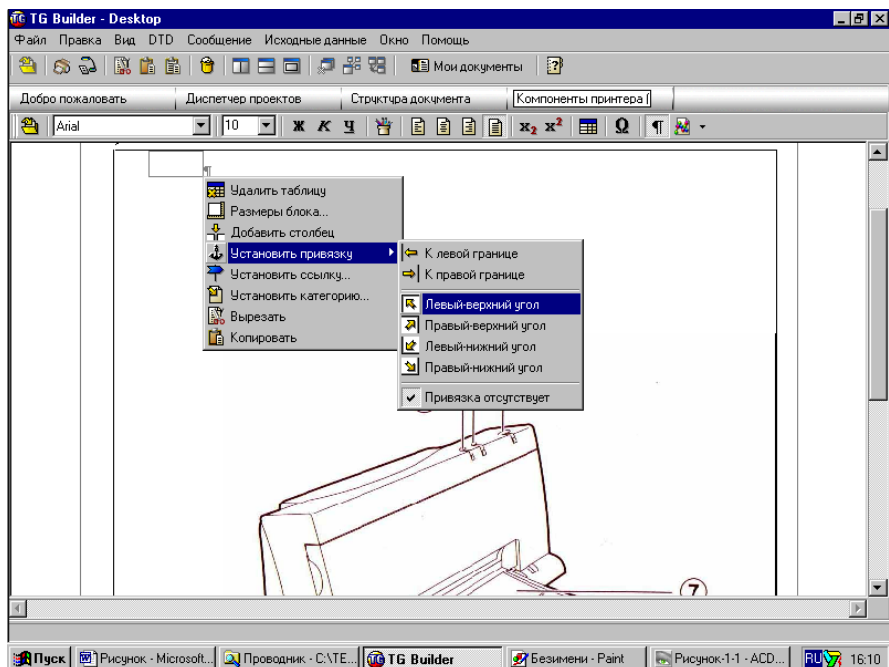 TG Builder - Desktop
Файл Правка Вид DTD Сообщение Исходные данные Окно Помощь
Мои документы
Добро пожаловать Диспетчер проектов Структура документа Компоненты принтера (
Arial 10 Ж К Ч x₂ x² Ω ¶
¶
Удалить таблицу
Размеры блока...
Добавить столбец
Установить привязку
Установить ссылку...
Установить категорию...
Вырезать
Копировать
К левой границе
К правой границе
Левый-верхний угол
Правый-верхний угол
Левый-нижний угол
Правый-нижний угол
Привязка отсутствует
7
Пуск Рисунок - Microsoft... Проводник - C:\TE... TG Builder Безимени - Paint Рисунок-1-1 - ACD... RU 16:10